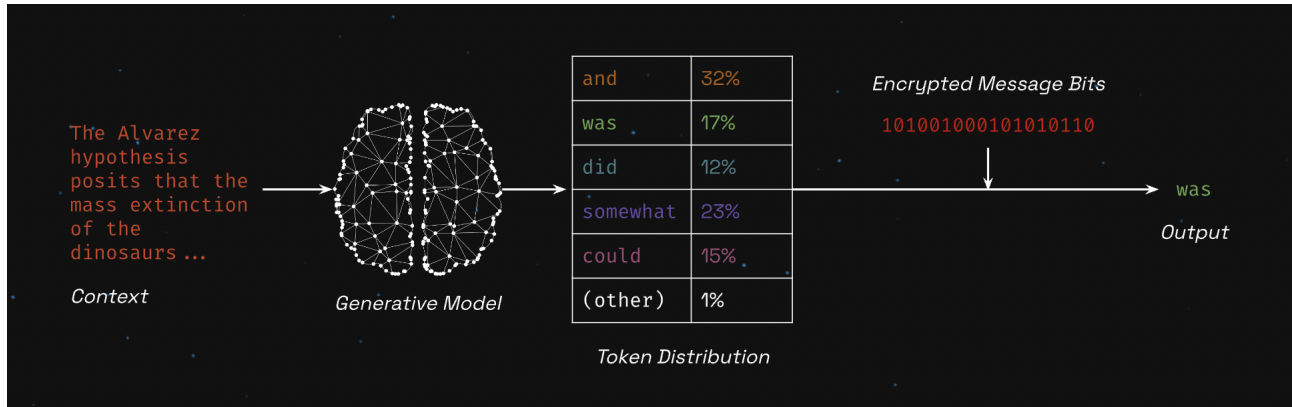 The Alvarez
hypothesis
posits that the
mass extinction
of the
dinosaurs...
Context
Generative Model
and 32%
was 17%
did 12%
somewhat 23%
could 15%
(other) 1%
Token Distribution
Encrypted Message Bits
101001000101010110
was
Output